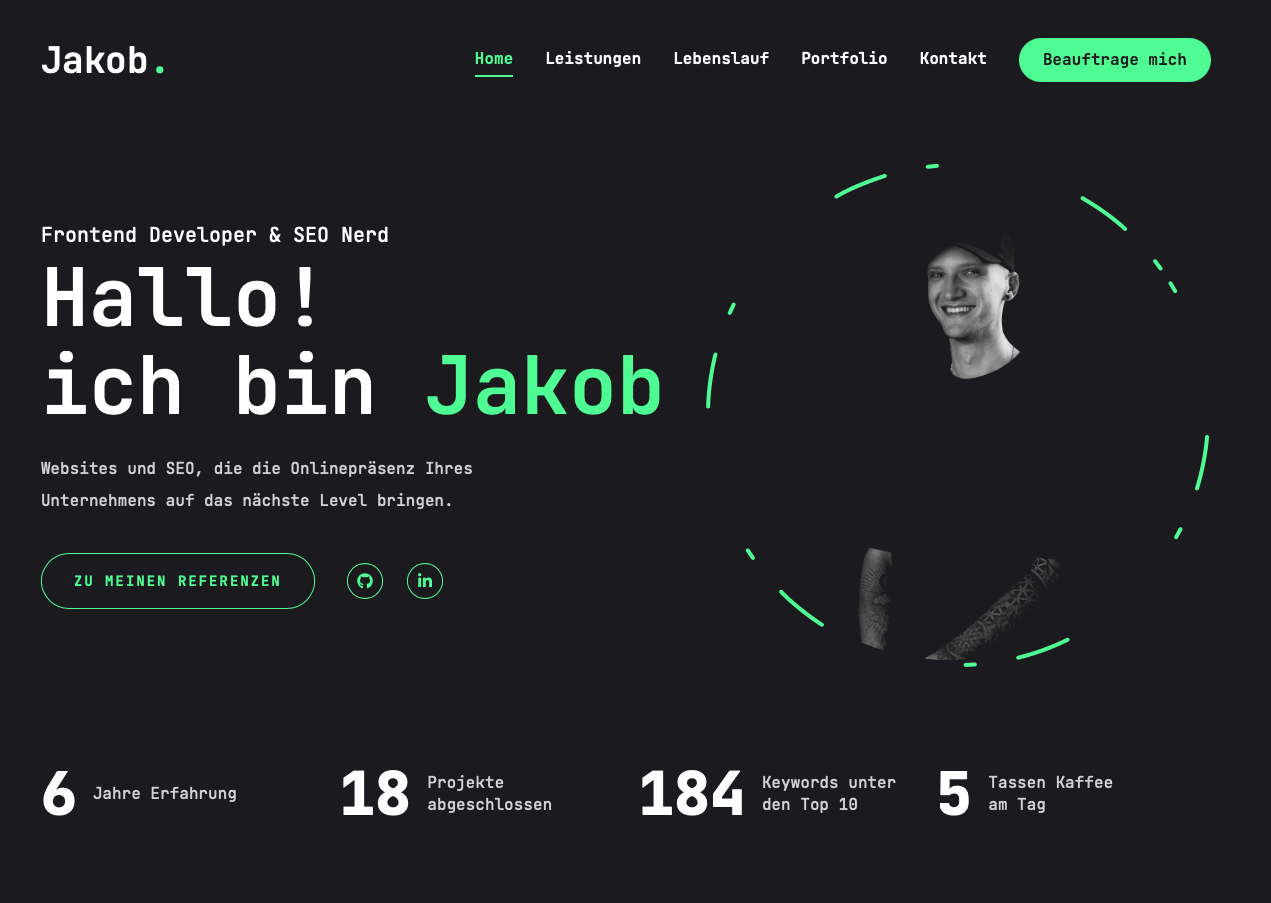 Jakob.
Home Leistungen Lebenslauf Portfolio Kontakt Beauftrage mich
Frontend Developer & SEO Nerd
Hallo!
ich bin Jakob
Websites und SEO, die die Onlinepräsenz Ihres
Unternehmens auf das nächste Level bringen.
ZU MEINEN REFERENZEN
in
6 Jahre Erfahrung
18 Projekte
abgeschlossen
184 Keywords unter
den Top 10
5 Tassen Kaffee
am Tag